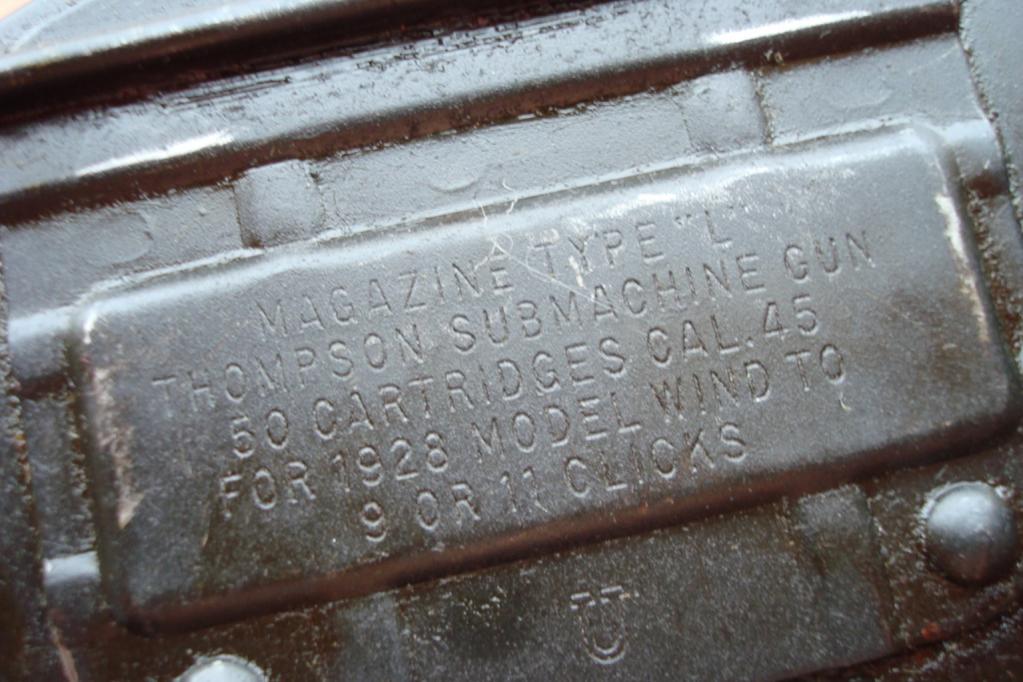 MAGAZINE TYPE "L"
THOMPSON SUBMACHINE GUN
50 CARTRIDGES CAL .45
FOR 1928 MODEL WIND TO
9 OR 11 CLICKS
U